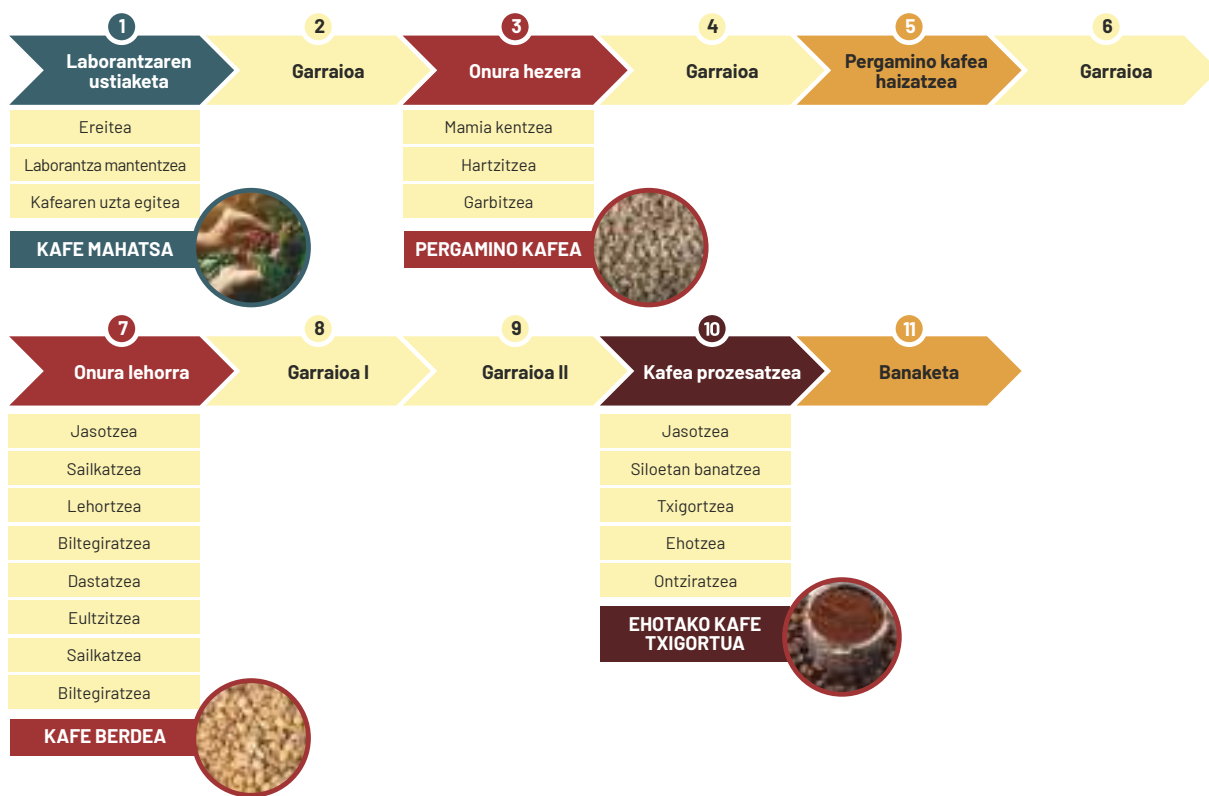 1
Laborantzaren
ustiaketa
2
Garraioa
3
Onura hezera
4
Garraioa
5
Pergamino kafea
haizatzea
6
Garraioa
Ereitea
Laborantza mantentzea
Kafearen uzta egitea
KAFE MAHATSA
Mamia kentzea
Hartzitzea
Garbitzea
PERGAMINO KAFEA
7
Onura lehorra
8
Garraioa I
9
Garraioa II
10
Kafea prozesatzea
11
Banaketa
Jasotzea
Sailkatzea
Lehortzea
Biltegiratzea
Dastatzea
Eultzitzea
Sailkatzea
Biltegiratzea
KAFE BERDEA
Jasotzea
Siloetan banatzea
Txigortzea
Ehotzea
Ontziratzea
EHOTAKO KAFE
TXIGORTUA